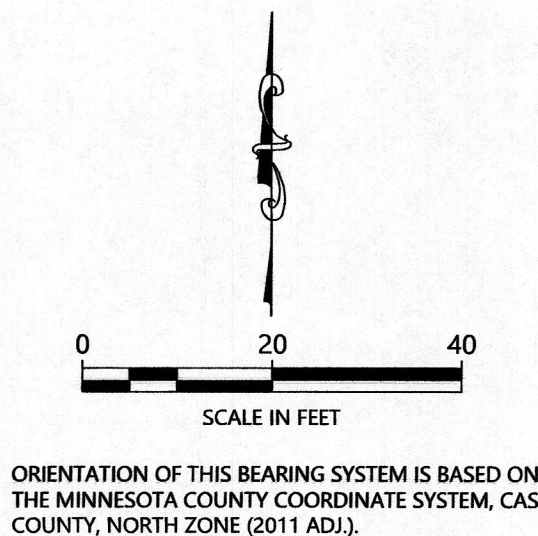 0 20 40
SCALE IN FEET
ORIENTATION OF THIS BEARING SYSTEM IS BASED ON
THE MINNESOTA COUNTY COORDINATE SYSTEM, CAS
COUNTY, NORTH ZONE (2011 ADJ.).